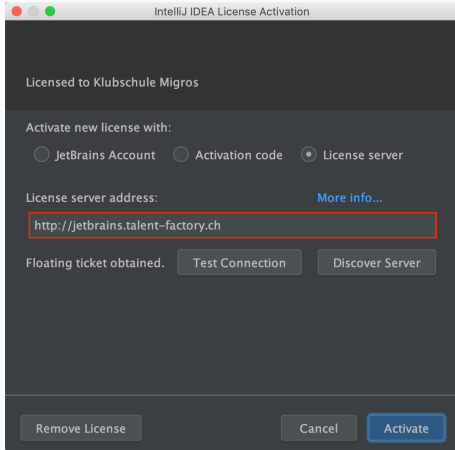 IntelliJ IDEA License Activation
Licensed to Klubschule Migros
Activate new license with:
JetBrains Account Activation code License server
License server address: More info...
http://jetbrains.talent-factory.ch
Floating ticket obtained. Test Connection Discover Server
Remove License Cancel Activate